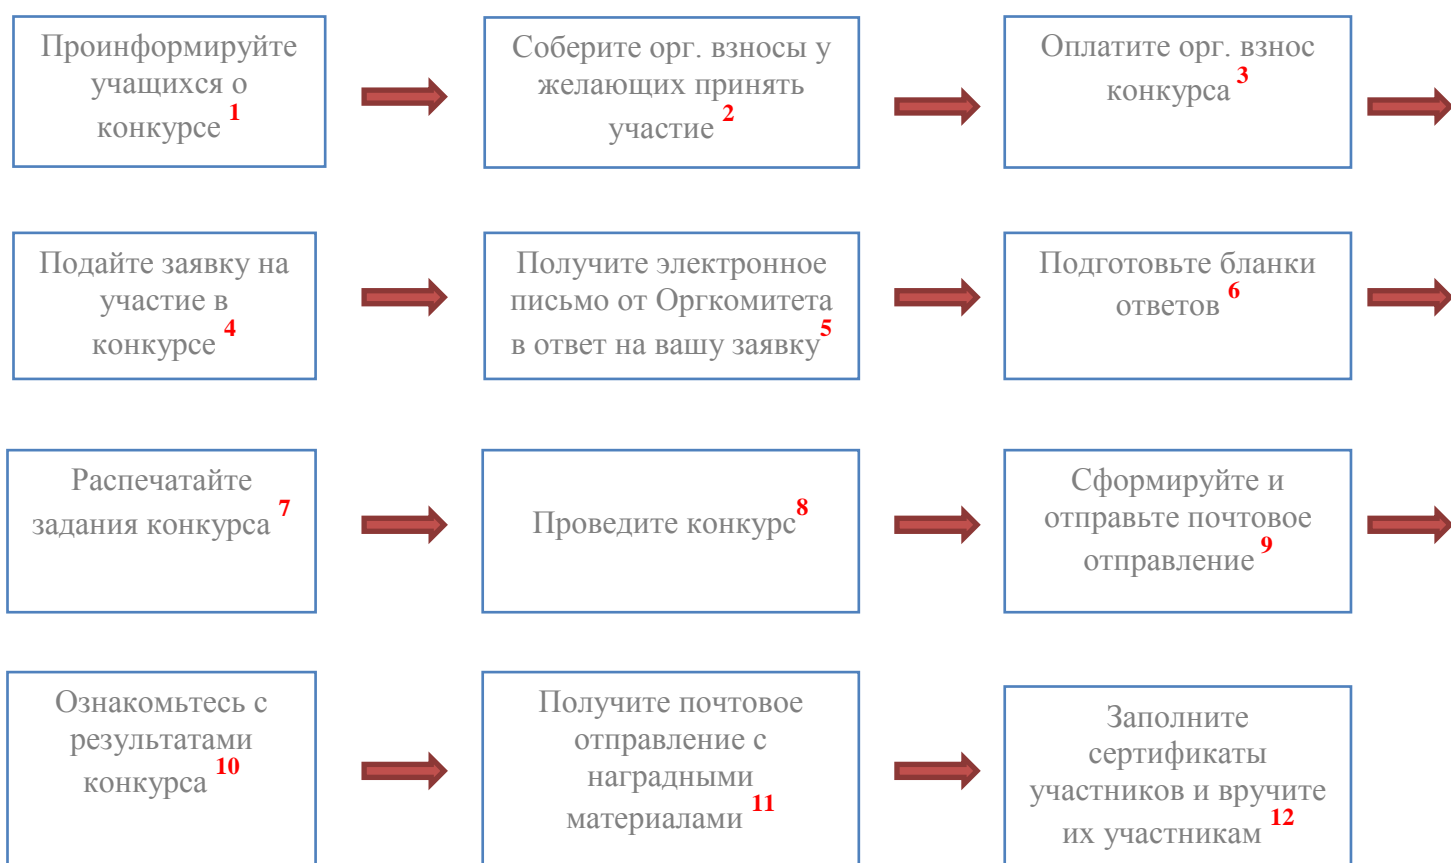 Проинформируйте
учащихся о
конкурсе 1
Соберите орг. взносы у
желающих принять
участие 2
Оплатите орг. взнос
конкурса 3
Подайте заявку на
участие в
конкурсе 4
Получите электронное
письмо от Оргкомитета
в ответ на вашу заявку 5
Подготовьте бланки
ответов 6
Распечатайте
задания конкурса 7
Проведите конкурс 8
Сформируйте и
отправьте почтовое
отправление 9
Ознакомьтесь с
результатами
конкурса 10
Получите почтовое
отправление с
наградными
материалами 11
Заполните
сертификаты
участников и вручите
их участникам 12